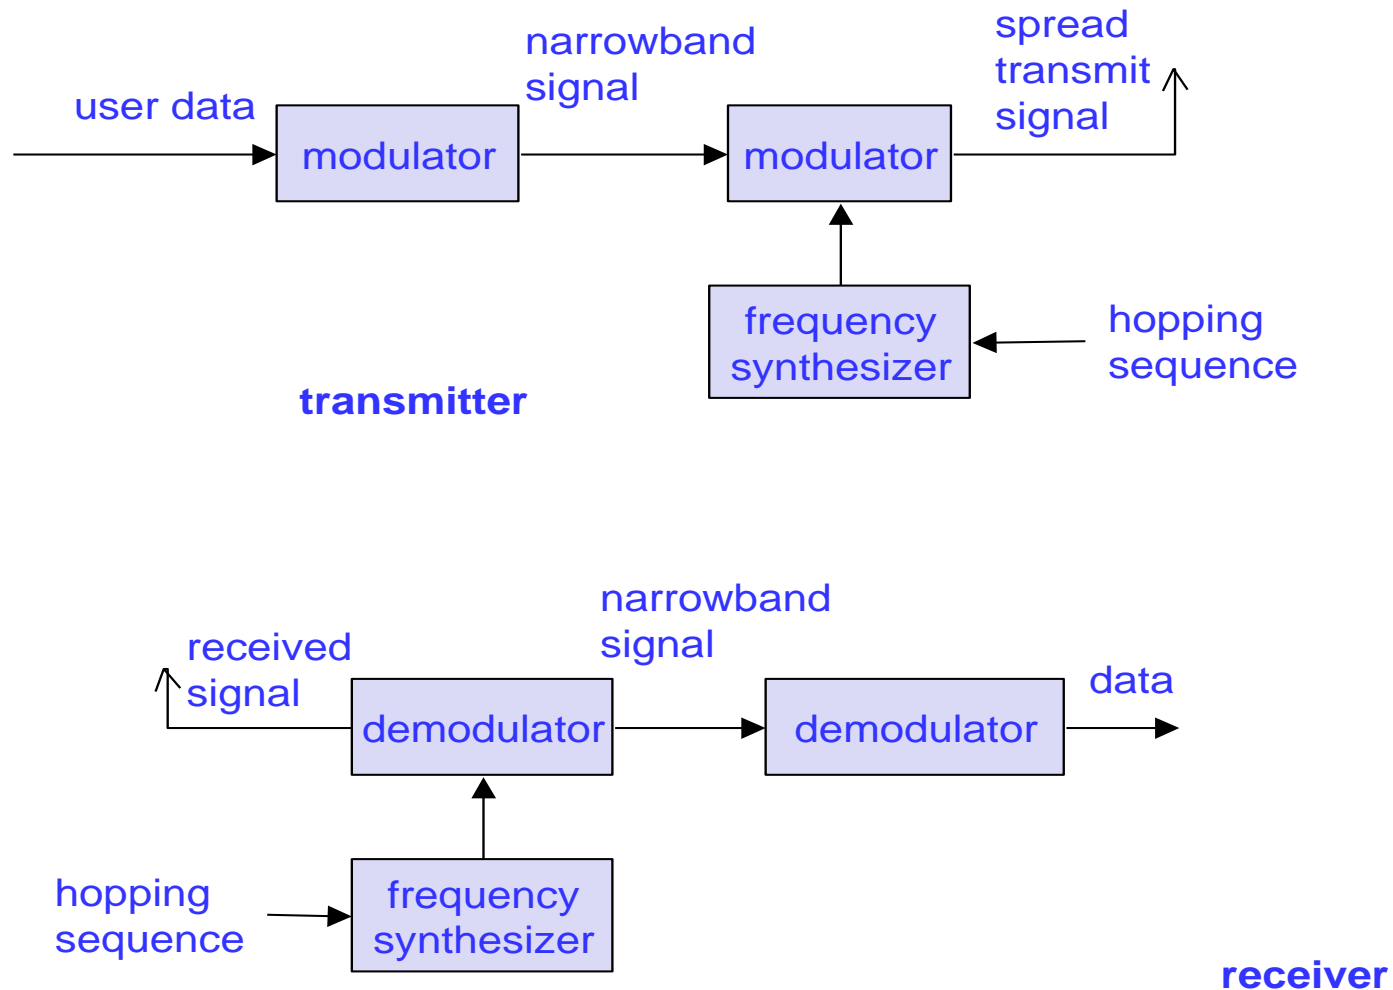 narrowband
signal
spread
transmit
signal
user data
modulator
modulator
frequency
synthesizer
hopping
sequence
transmitter
narrowband
signal
received
signal
data
demodulator
demodulator
hopping
sequence
frequency
synthesizer
receiver